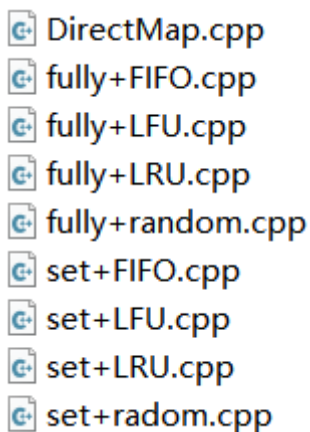 DirectMap.cpp
fully+FIFO.cpp
fully+LFU.cpp
fully+LRU.cpp
fully+random.cpp
set+FIFO.cpp
set+LFU.cpp
set+LRU.cpp
set+radom.cpp